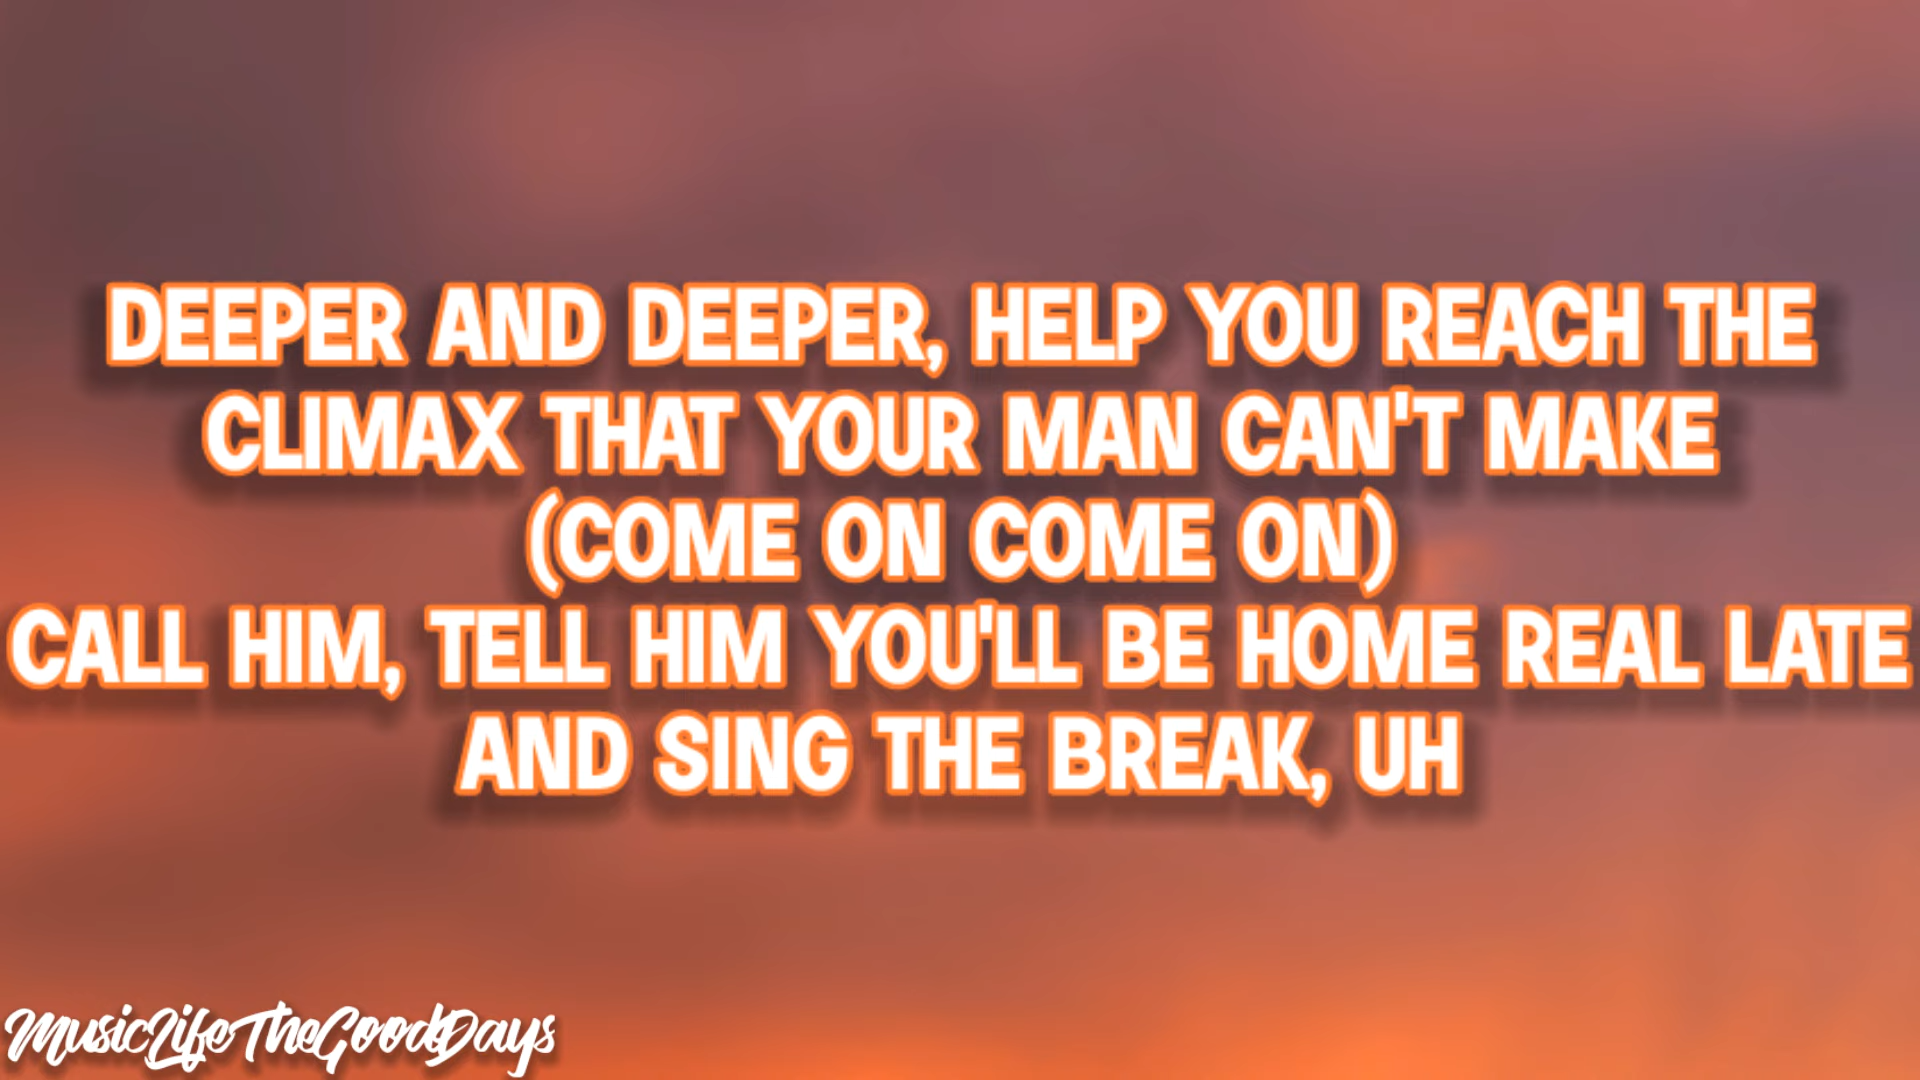 DEEPER AND DEEPER, HELP YOU REACH THE
CLIMAX THAT YOUR MAN CAN'T MAKE
(COME ON COME ON)
CALL HIM, TELL HIM YOU'LL BE HOME REAL LATE
AND SING THE BREAK, UH
MusicLifeTheGoodDays